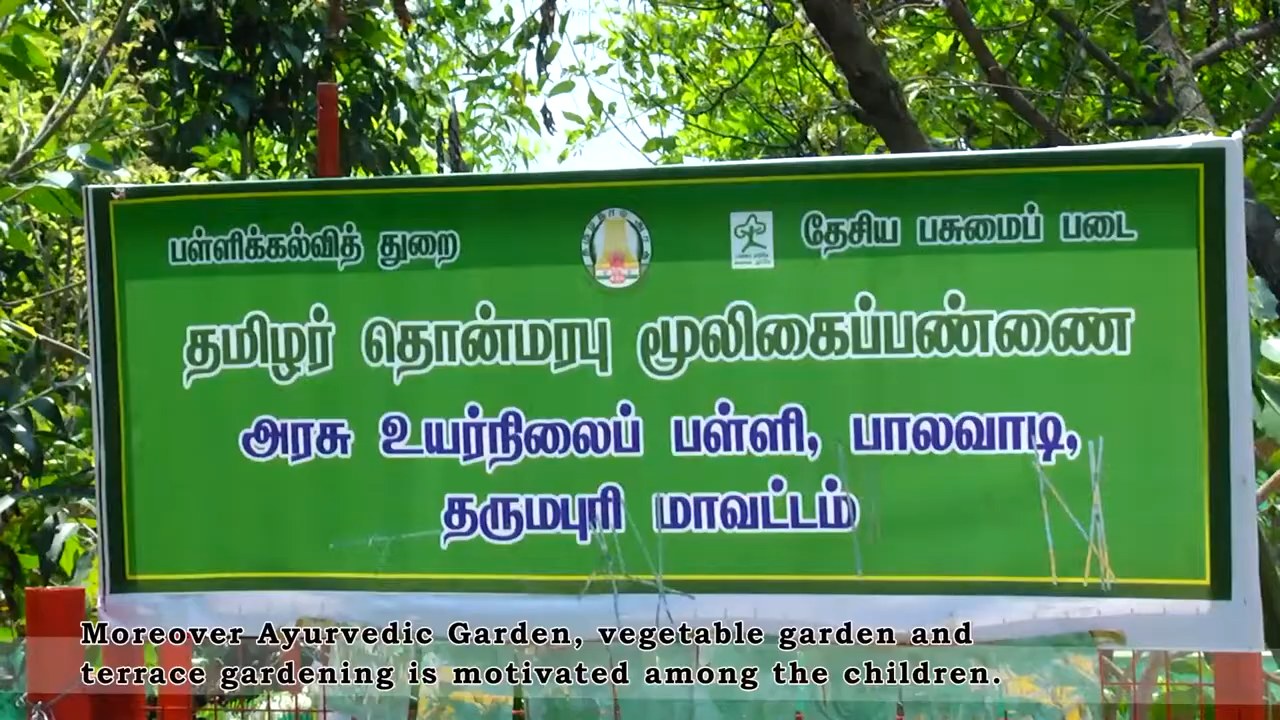 பள்ளிக்கல்வித் துறை
தேசிய பசுமைப் படை
தமிழர் தொன்மரபு மூலிகைப்பண்ணை
அரசு உயர்நிலைப் பள்ளி, பாலவாடி,
தருமபுரி மாவட்டம்
Moreover Ayurvedic Garden, vegetable garden and
terrace gardening is motivated among the children.